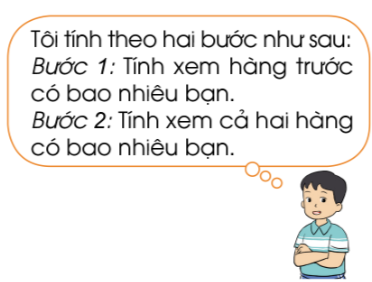 Tôi tính theo hai bước như sau:
Bước 1: Tính xem hàng trước
có bao nhiêu bạn.
Bước 2: Tính xem cả hai hàng
có bao nhiêu bạn.